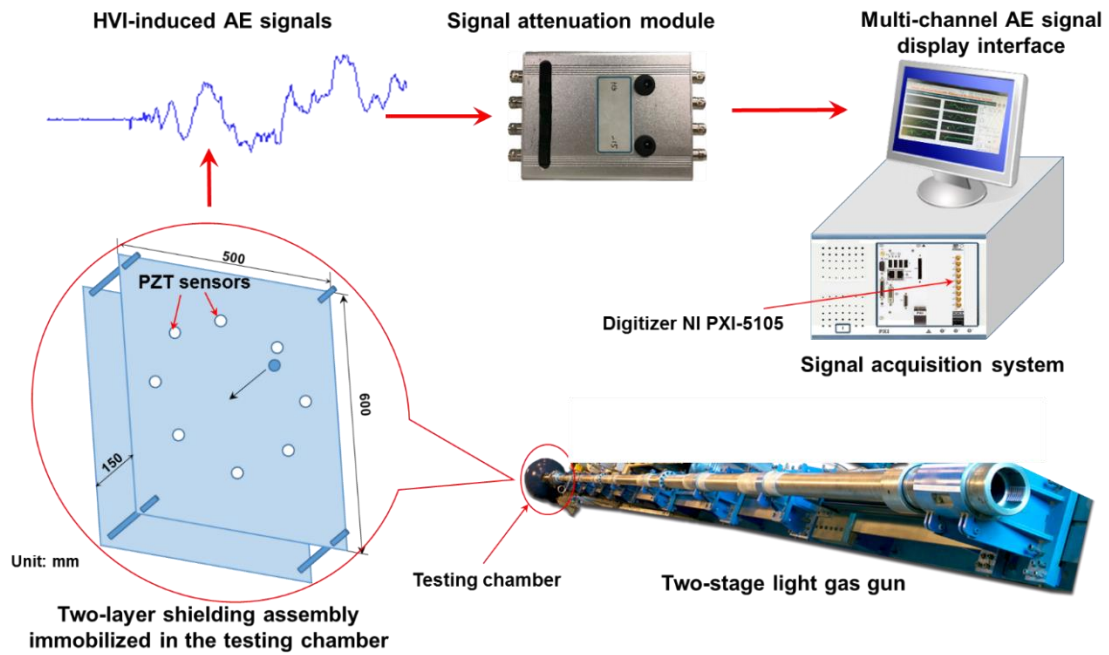 HVI-induced AE signals
Signal attenuation module
Multi-channel AE signal
display interface
500
PZT sensors
600
150
Unit: mm
Digitizer NI PXI-5105
PXI
Signal acquisition system
Testing chamber
Two-stage light gas gun
Two-layer shielding assembly
immobilized in the testing chamber